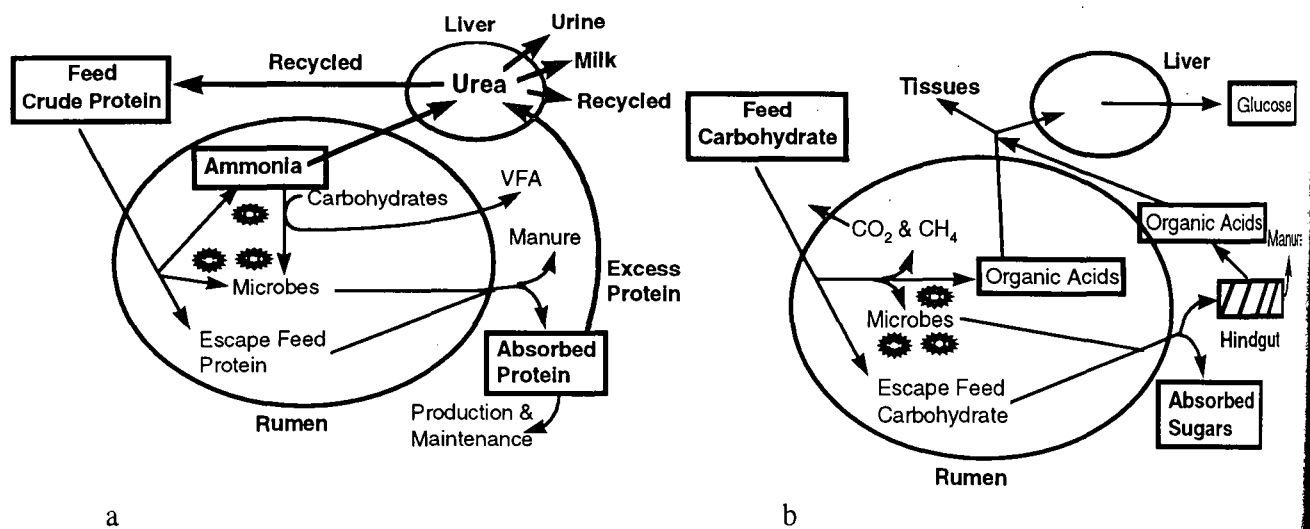 Liver
Urine
Milk
Recycled
Recycled
Urea
Feed
Crude Protein
Ammonia
Carbohydrates
VFA
Manure
Microbes
Excess
Protein
Escape Feed
Protein
Absorbed
Protein
Production &
Maintenance
Rumen
a
Liver
Tissues
Glucose
Feed
Carbohydrate
CO2 & CH4
Organic Acids
Manure
Organic Acids
Microbes
Hindgut
Escape Feed
Carbohydrate
Absorbed
Sugars
Rumen
b